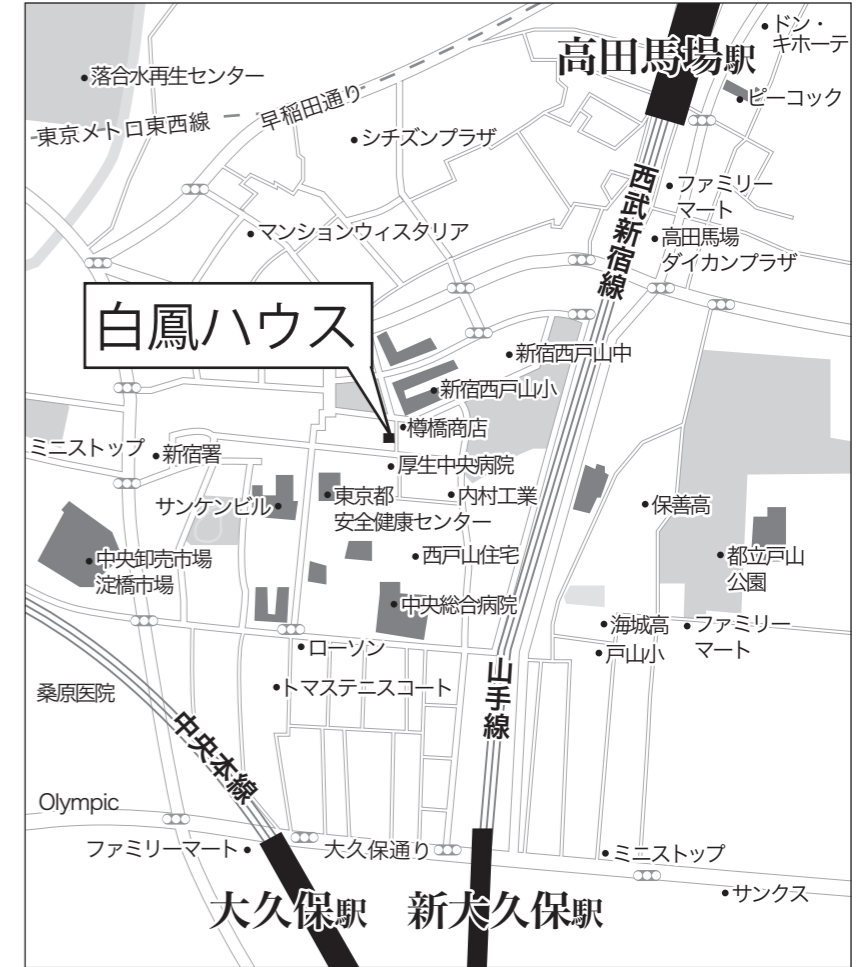 ドン・
キホーテ
高田馬場駅
落合水再生センター
ピーコック
早稲田通り
東京メトロ東西線
シチズンプラザ
西武新宿線
ファミリー
マート
マンションウィスタリア
高田馬場
ダイカンプラザ
白鳳ハウス
新宿西戸山中
新宿西戸山小
樽橋商店
ミニストップ
新宿署
厚生中央病院
サンケンビル
東京都
安全健康センター
内村工業
保善高
中央卸売市場
淀橋市場
西戸山住宅
都立戸山
公園
中央総合病院
海城高
ファミリー
マート
ローソン
戸山小
山手線
トマステニスコート
桑原医院
中央本線
Olympic
ファミリーマート
大久保通り
ミニストップ
サンクス
大久保駅
新大久保駅